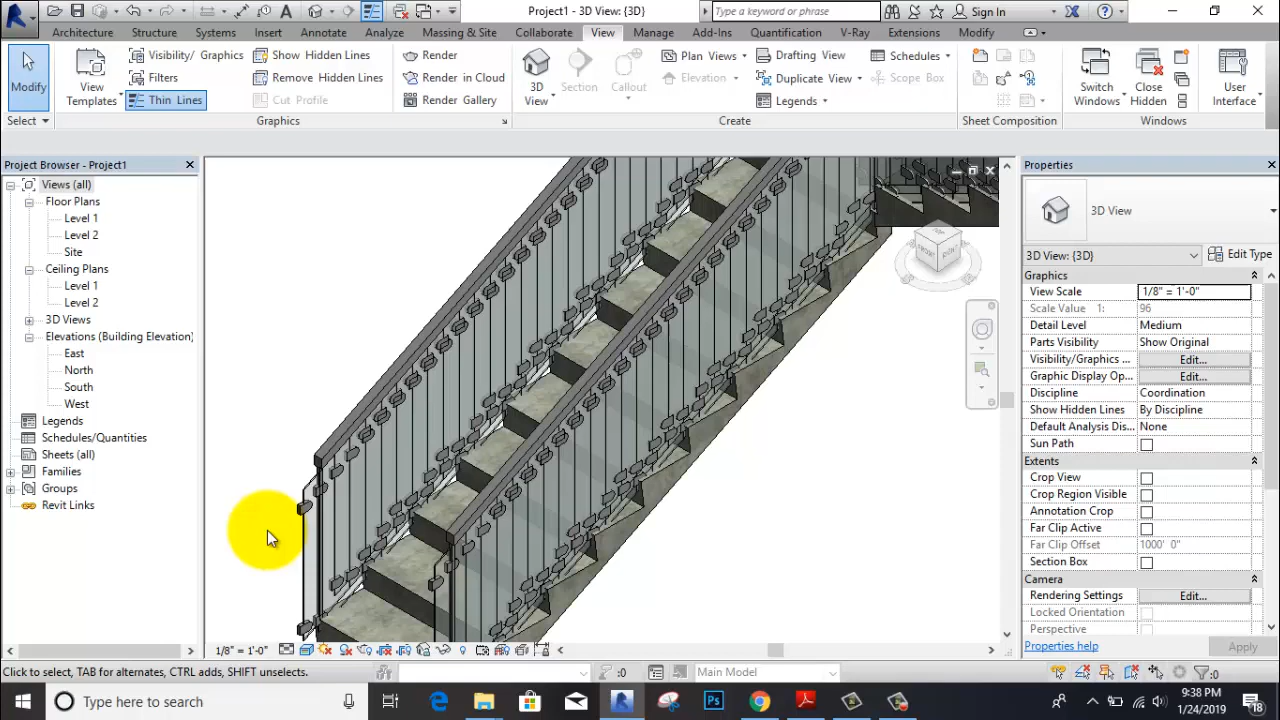 Project1 - 3D View: {3D}
Type a keyword or phrase
Sign In
Architecture Structure Systems Insert Annotate Analyze Massing & Site Collaborate View Manage Add-Ins Quantification V-Ray Extensions Modify
Modify
View
Templates
Visibility/ Graphics
Filters
Thin Lines
Show Hidden Lines
Remove Hidden Lines
Cut Profile
Render
Render in Cloud
Render Gallery
3D
View
Section
Callout
Plan Views
Elevation
Drafting View
Duplicate View
Legends
Schedules
Scope Box
Switch
Windows
Close
Hidden
User
Interface
Select
Graphics
Create
Sheet Composition
Windows
Project Browser - Project1
Views (all)
Floor Plans
Level 1
Level 2
Site
Ceiling Plans
Level 1
Level 2
3D Views
Elevations (Building Elevation)
East
North
South
West
Legends
Schedules/Quantities
Sheets (all)
Families
Groups
Revit Links
FRONT
Properties
3D View
3D View: {3D}
Edit Type
Graphics
View Scale 1/8" = 1'-0"
Scale Value 1: 96
Detail Level Medium
Parts Visibility Show Original
Visibility/Graphics ... Edit...
Graphic Display Op... Edit...
Discipline Coordination
Show Hidden Lines By Discipline
Default Analysis Dis... None
Sun Path
Extents
Crop View
Crop Region Visible
Annotation Crop
Far Clip Active
Far Clip Offset 1000' 0"
Section Box
Camera
Rendering Settings Edit...
Locked Orientation
Perspective
Properties help
Apply
1/8" = 1'-0"
Click to select, TAB for alternates, CTRL adds, SHIFT unselects.
:0
Main Model
:0
Type here to search
Ps
9:38 PM
1/24/2019
18